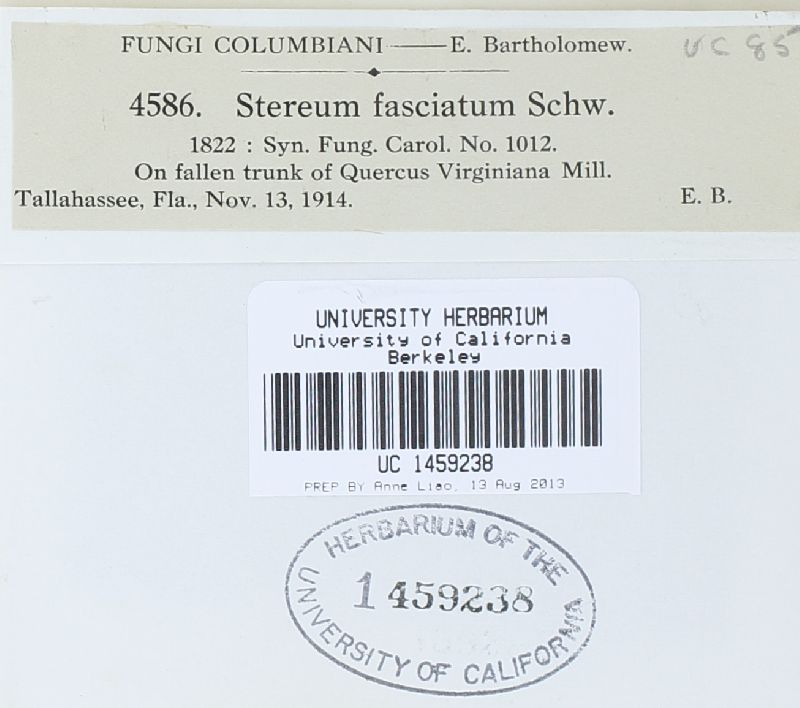 FUNGI COLUMBIANI — E. Bartholomew.
UC 85
4586. Stereum fasciatum Schw.
1822 : Syn. Fung. Carol. No. 1012.
On fallen trunk of Quercus Virginiana Mill.
Tallahassee, Fla., Nov. 13, 1914. E. B.
UNIVERSITY HERBARIUM
University of California
Berkeley
UC 1459238
PREP BY Anne Liao, 13 Aug 2013
HERBARIUM OF THE
1459238
UNIVERSITY OF CALIFORNIA